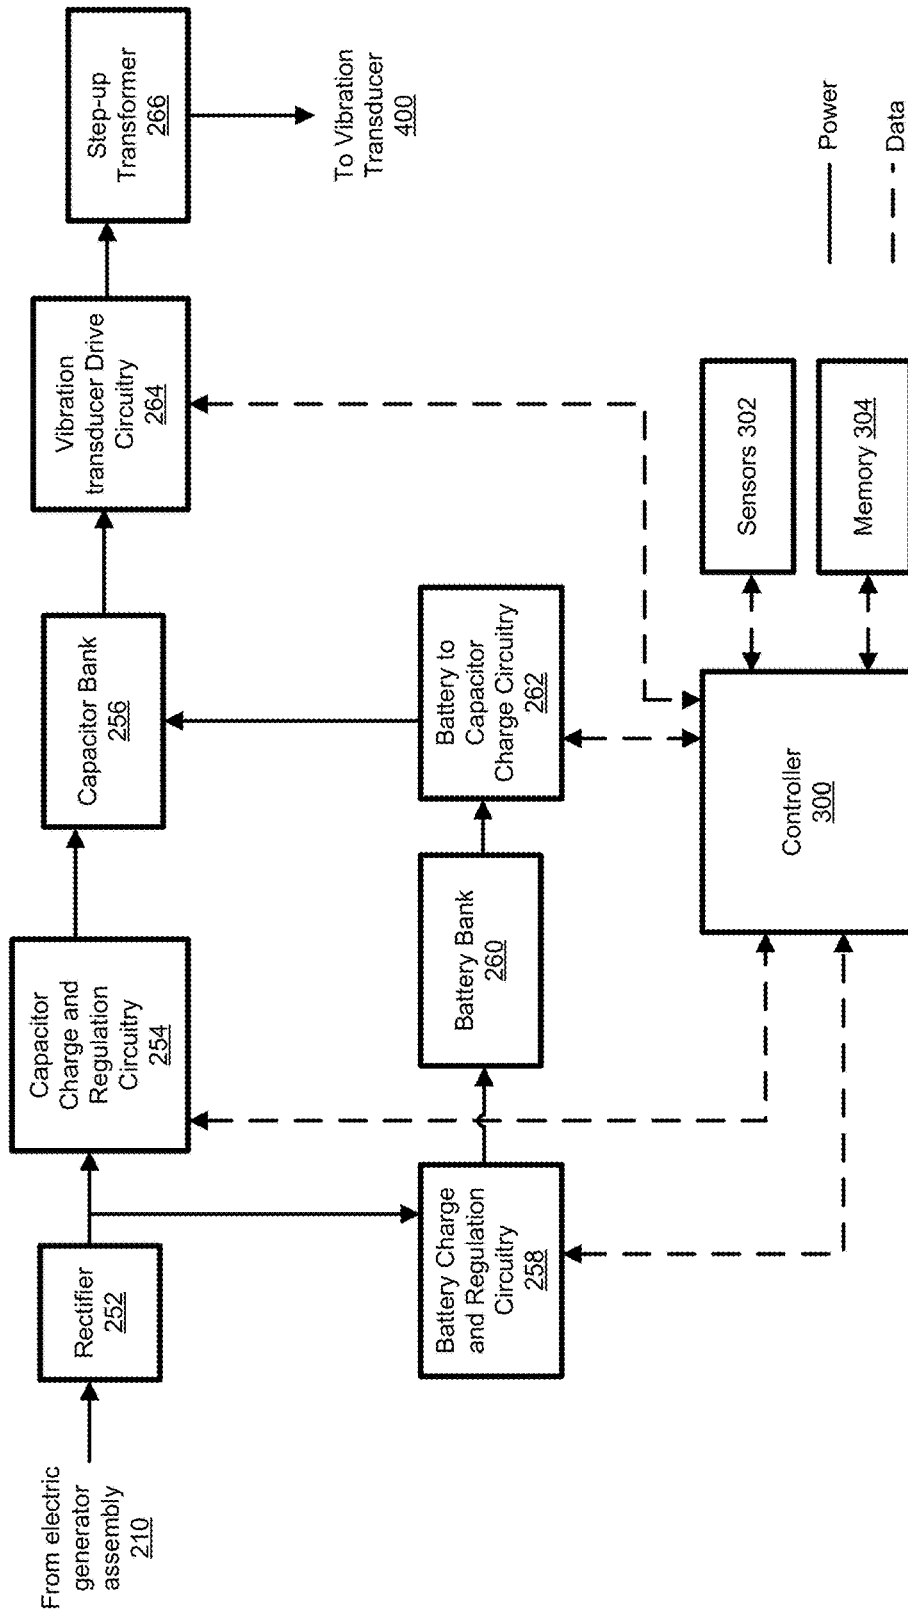 From electric
generator
assembly
210
Rectifier
252
Capacitor
Charge and
Regulation
Circuitry
254
Capacitor Bank
256
Vibration
transducer Drive
Circuitry
264
Step-up
Transformer
266
To Vibration
Transducer
400
Battery Charge
and Regulation
Circuitry
258
Battery Bank
260
Battery to
Capacitor
Charge Circuitry
262
Controller
300
Sensors 302
Memory 304
Power
Data